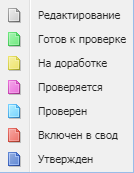 Редактирование
Готов к проверке
На доработке
Проверяется
Проверен
Включен в свод
Утвержден